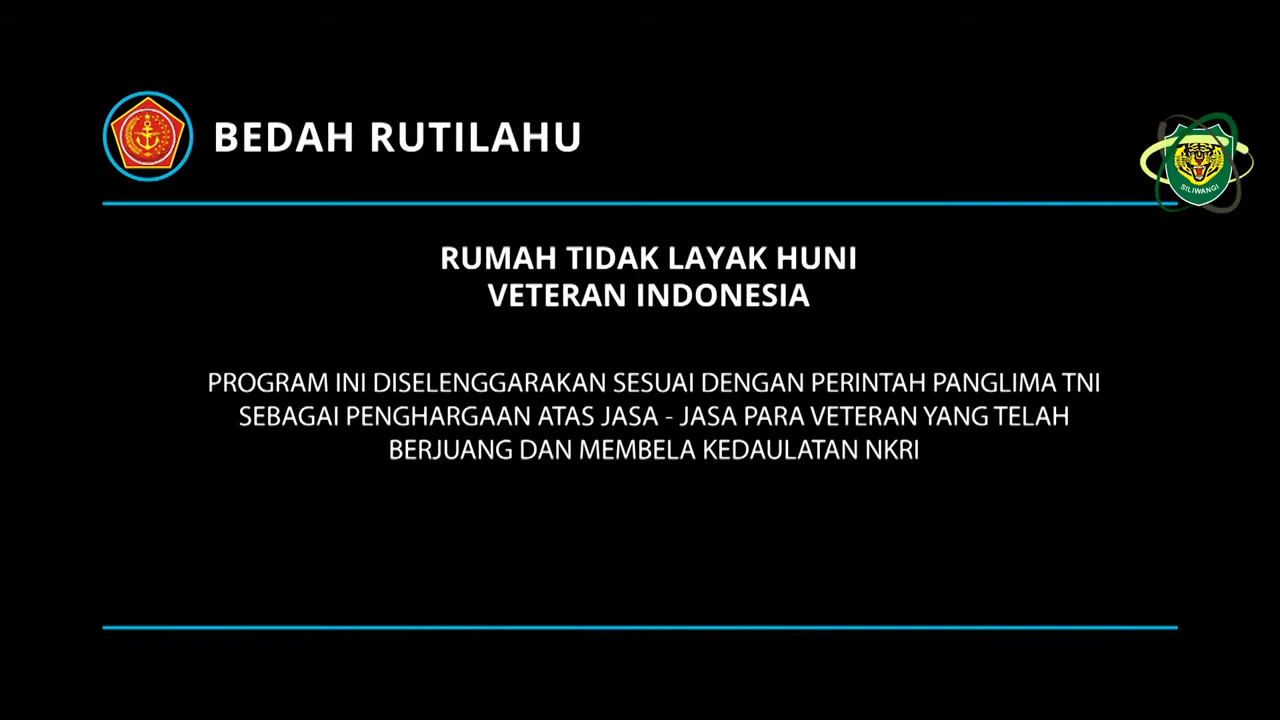 BEDAH RUTILAHU
SILIWANGI
RUMAH TIDAK LAYAK HUNI
VETERAN INDONESIA
PROGRAM INI DISELENGGARAKAN SESUAI DENGAN PERINTAH PANGLIMA TNI
SEBAGAI PENGHARGAAN ATAS JASA - JASA PARA VETERAN YANG TELAH
BERJUANG DAN MEMBELA KEDAULATAN NKRI